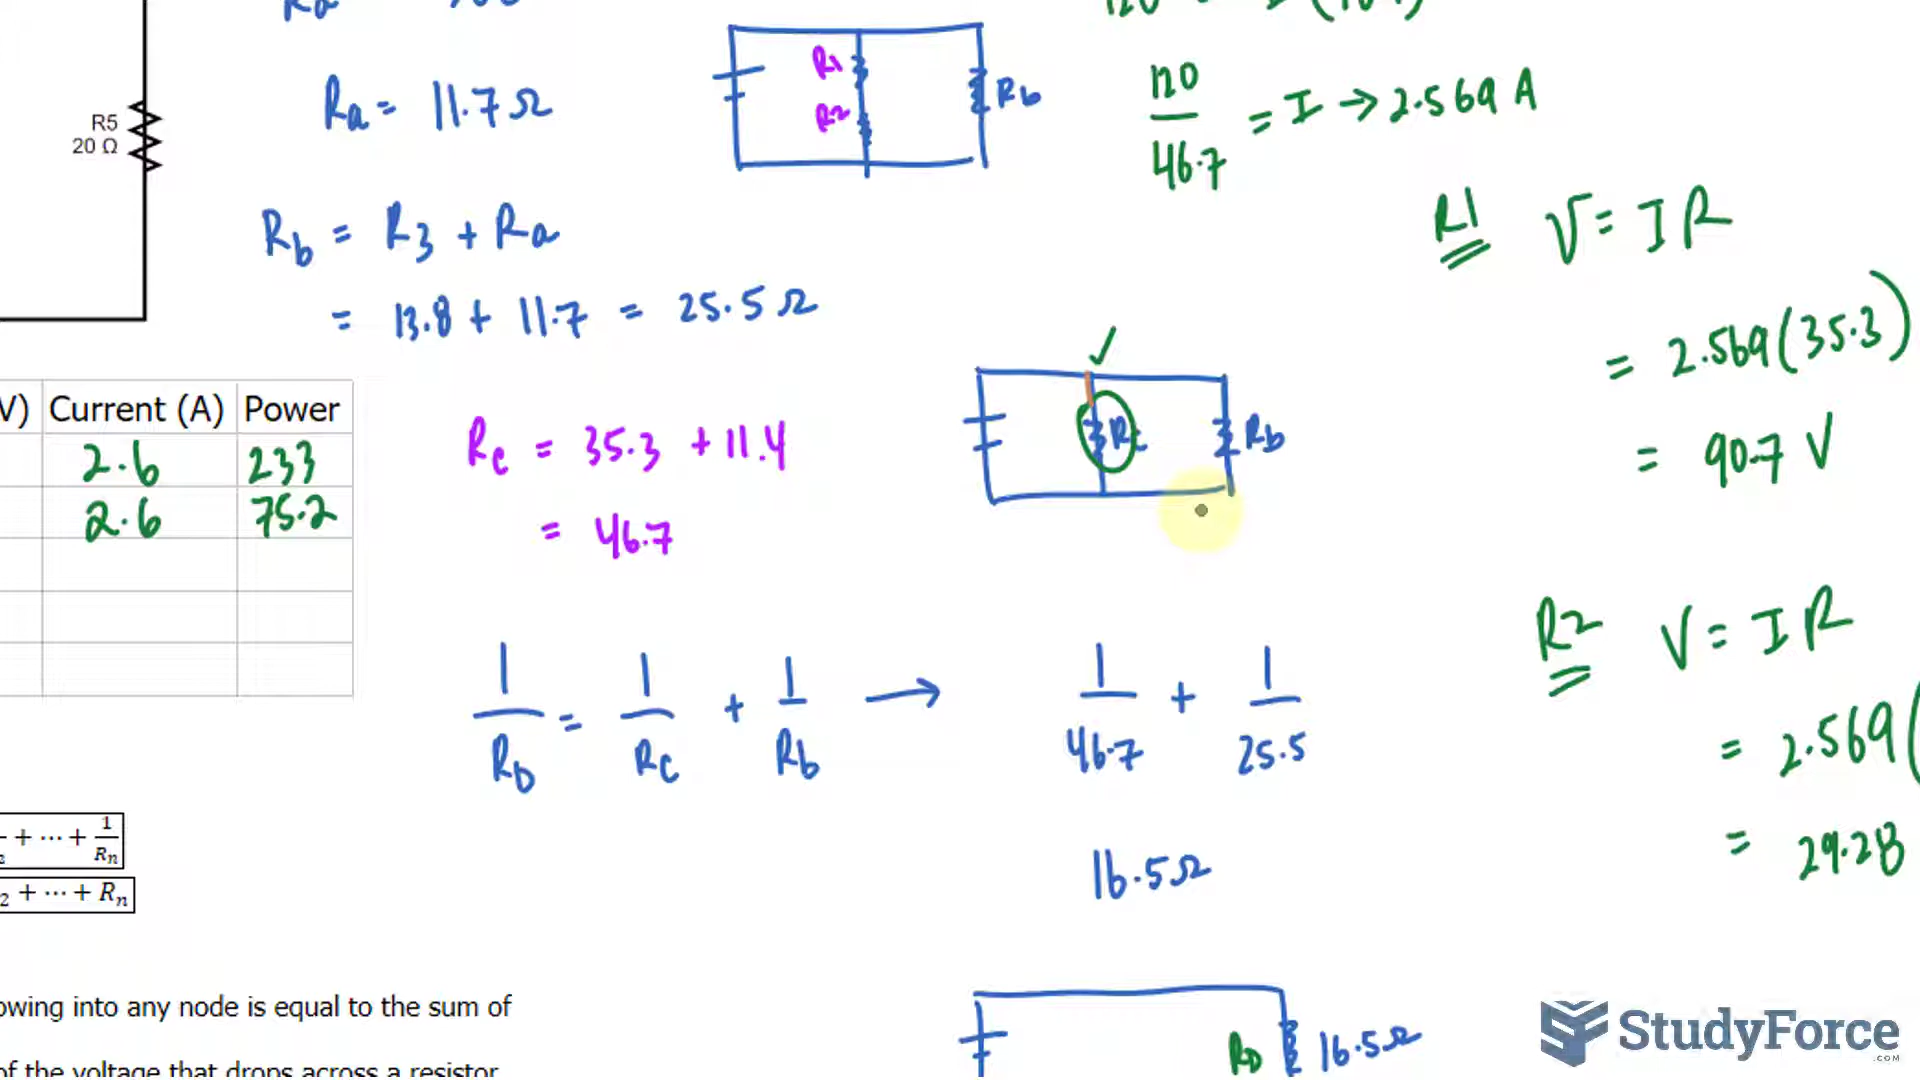 Ra = 11.7 Ω
R1
R2
Rb
120/46.7 = I → 2.569 A
R5
20 Ω
Rb = R3 + Ra
= 13.8 + 11.7 = 25.5 Ω
R1 V = IR
= 2.569(35.3)
= 90.7 V
✓
Rc
Rb
V) Current (A) Power
2.6 233
2.6 75.2
Rc = 35.3 + 11.4
= 46.7
R2 V = IR
= 2.569(
= 29.28
1/RD = 1/Rc + 1/Rb → 1/46.7 + 1/25.5
16.5 Ω
+ ⋯ + 1/Rn
2 + ⋯ + Rn
owing into any node is equal to the sum of
of the voltage that drops across a resistor
RD 16.5 Ω
StudyForce
.COM